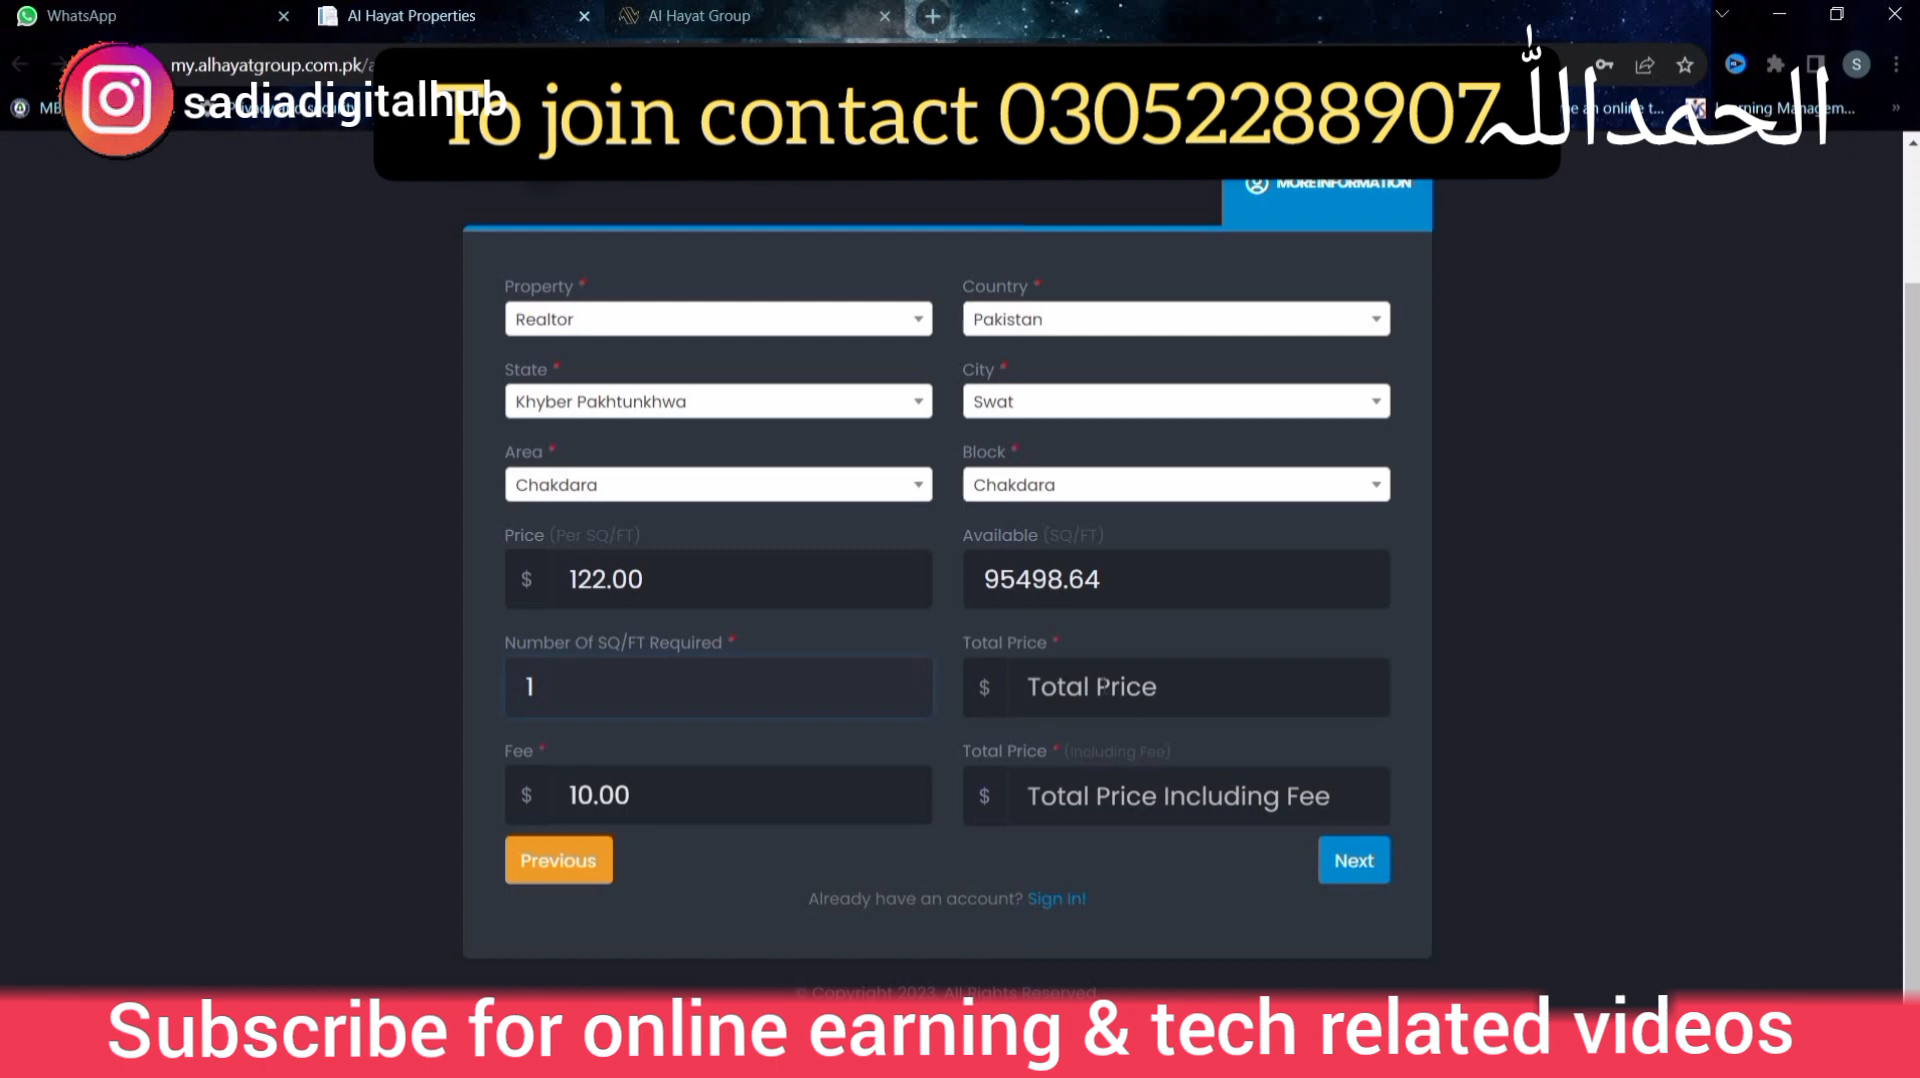 WhatsApp
Al Hayat Properties
Al Hayat Group
my.alhayatgroup.com.pk/a
sadiadigitalhub
To join contact 03052288907
الحمدالله
MORE INFORMATION
Property *
Realtor
Country *
Pakistan
State *
Khyber Pakhtunkhwa
City *
Swat
Area *
Chakdara
Block *
Chakdara
Price (Per SQ/FT)
$ 122.00
Available (SQ/FT)
95498.64
Number Of SQ/FT Required *
1
Total Price *
$ Total Price
Fee *
$ 10.00
Total Price * (Including Fee)
$ Total Price Including Fee
Previous
Next
Already have an account? Sign In!
© Copyright 2023. All Rights Reserved.
Subscribe for online earning & tech related videos